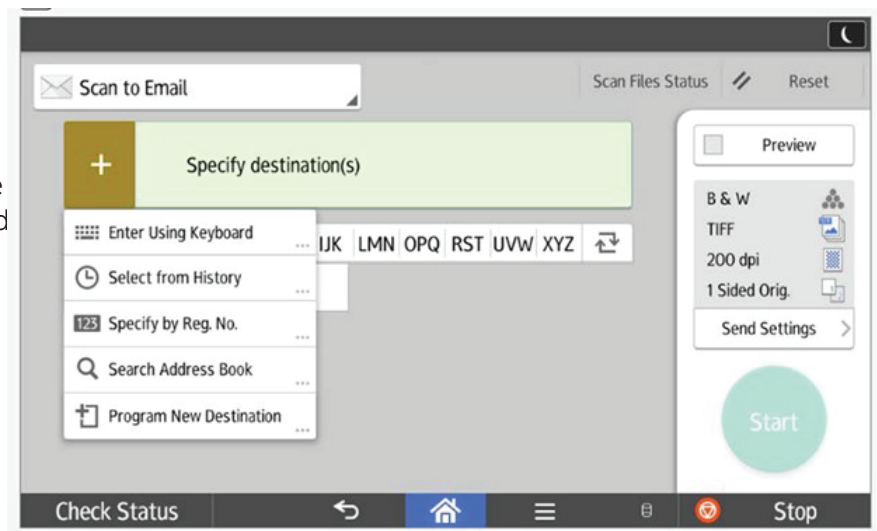 Scan to Email
Scan Files Status
Reset
+
Specify destination(s)
Preview
e
d
Enter Using Keyboard ...
IJK LMN OPQ RST UVW XYZ
Select from History ...
123 Specify by Reg. No. ...
Search Address Book ...
Program New Destination ...
B & W
TIFF
200 dpi
1 Sided Orig.
Send Settings >
Start
Check Status
Stop